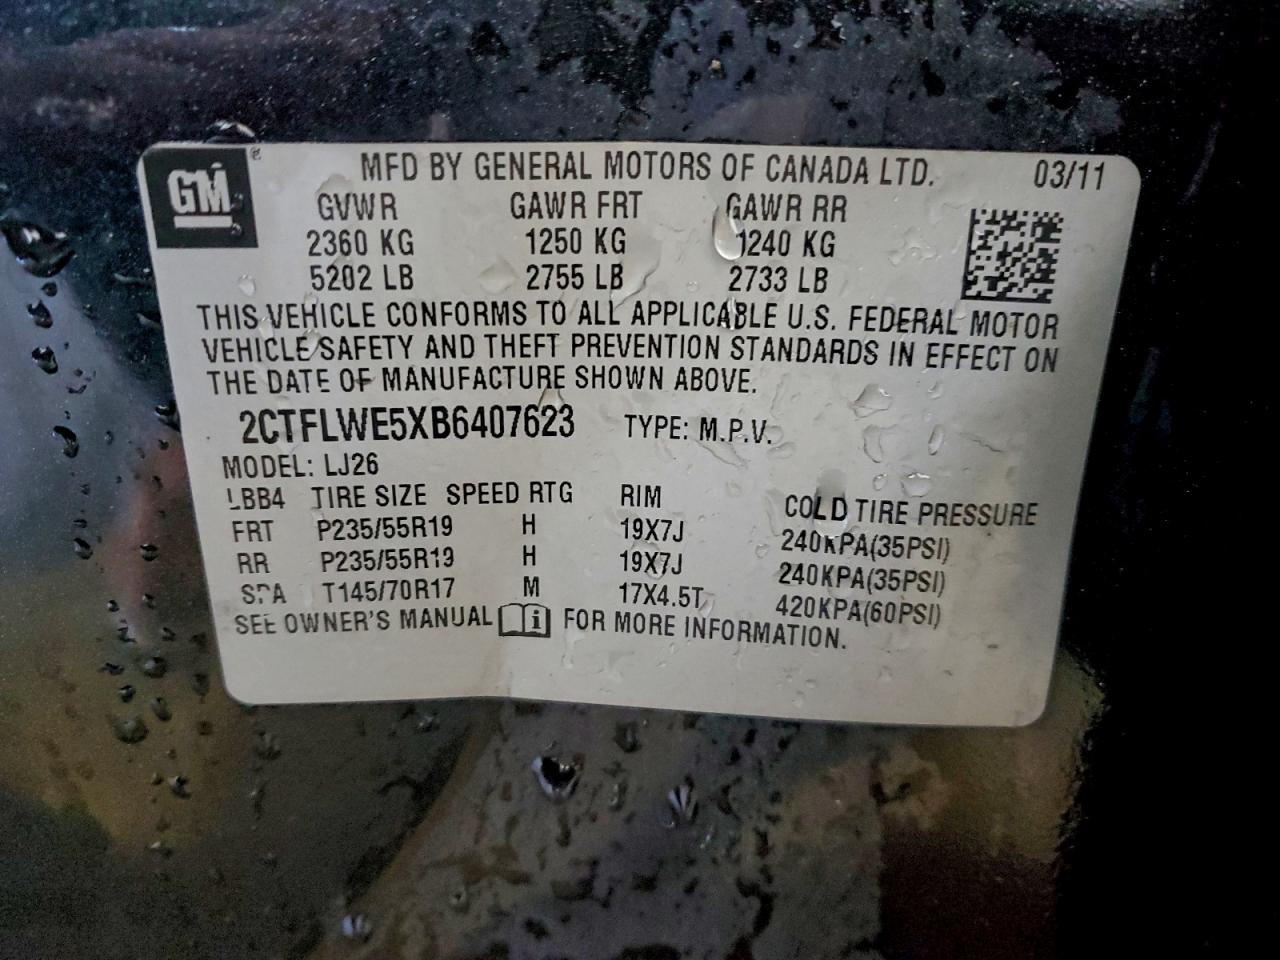 GM ® MFD BY GENERAL MOTORS OF CANADA LTD. 03/11
GVWR GAWR FRT GAWR RR
2360 KG 1250 KG 1240 KG
5202 LB 2755 LB 2733 LB
THIS VEHICLE CONFORMS TO ALL APPLICABLE U.S. FEDERAL MOTOR
VEHICLE SAFETY AND THEFT PREVENTION STANDARDS IN EFFECT ON
THE DATE OF MANUFACTURE SHOWN ABOVE.
2CTFLWE5XB6407623 TYPE: M.P.V.
MODEL: LJ26
LBB4 TIRE SIZE SPEED RTG RIM COLD TIRE PRESSURE
FRT P235/55R19 H 19X7J 240KPA(35PSI)
RR P235/55R19 H 19X7J 240KPA(35PSI)
SPA T145/70R17 M 17X4.5T 420KPA(60PSI)
SEE OWNER'S MANUAL i FOR MORE INFORMATION.